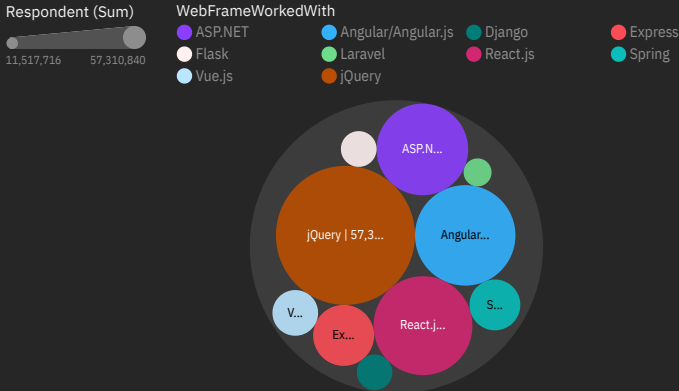 Respondent (Sum)
11,517,716 57,310,840
WebFrameWorkedWith
ASP.NET Angular/Angular.js Django Express
Flask Laravel React.js Spring
Vue.js jQuery
ASP.N...
jQuery | 57,3... Angular...
V... Ex... React.j... S...